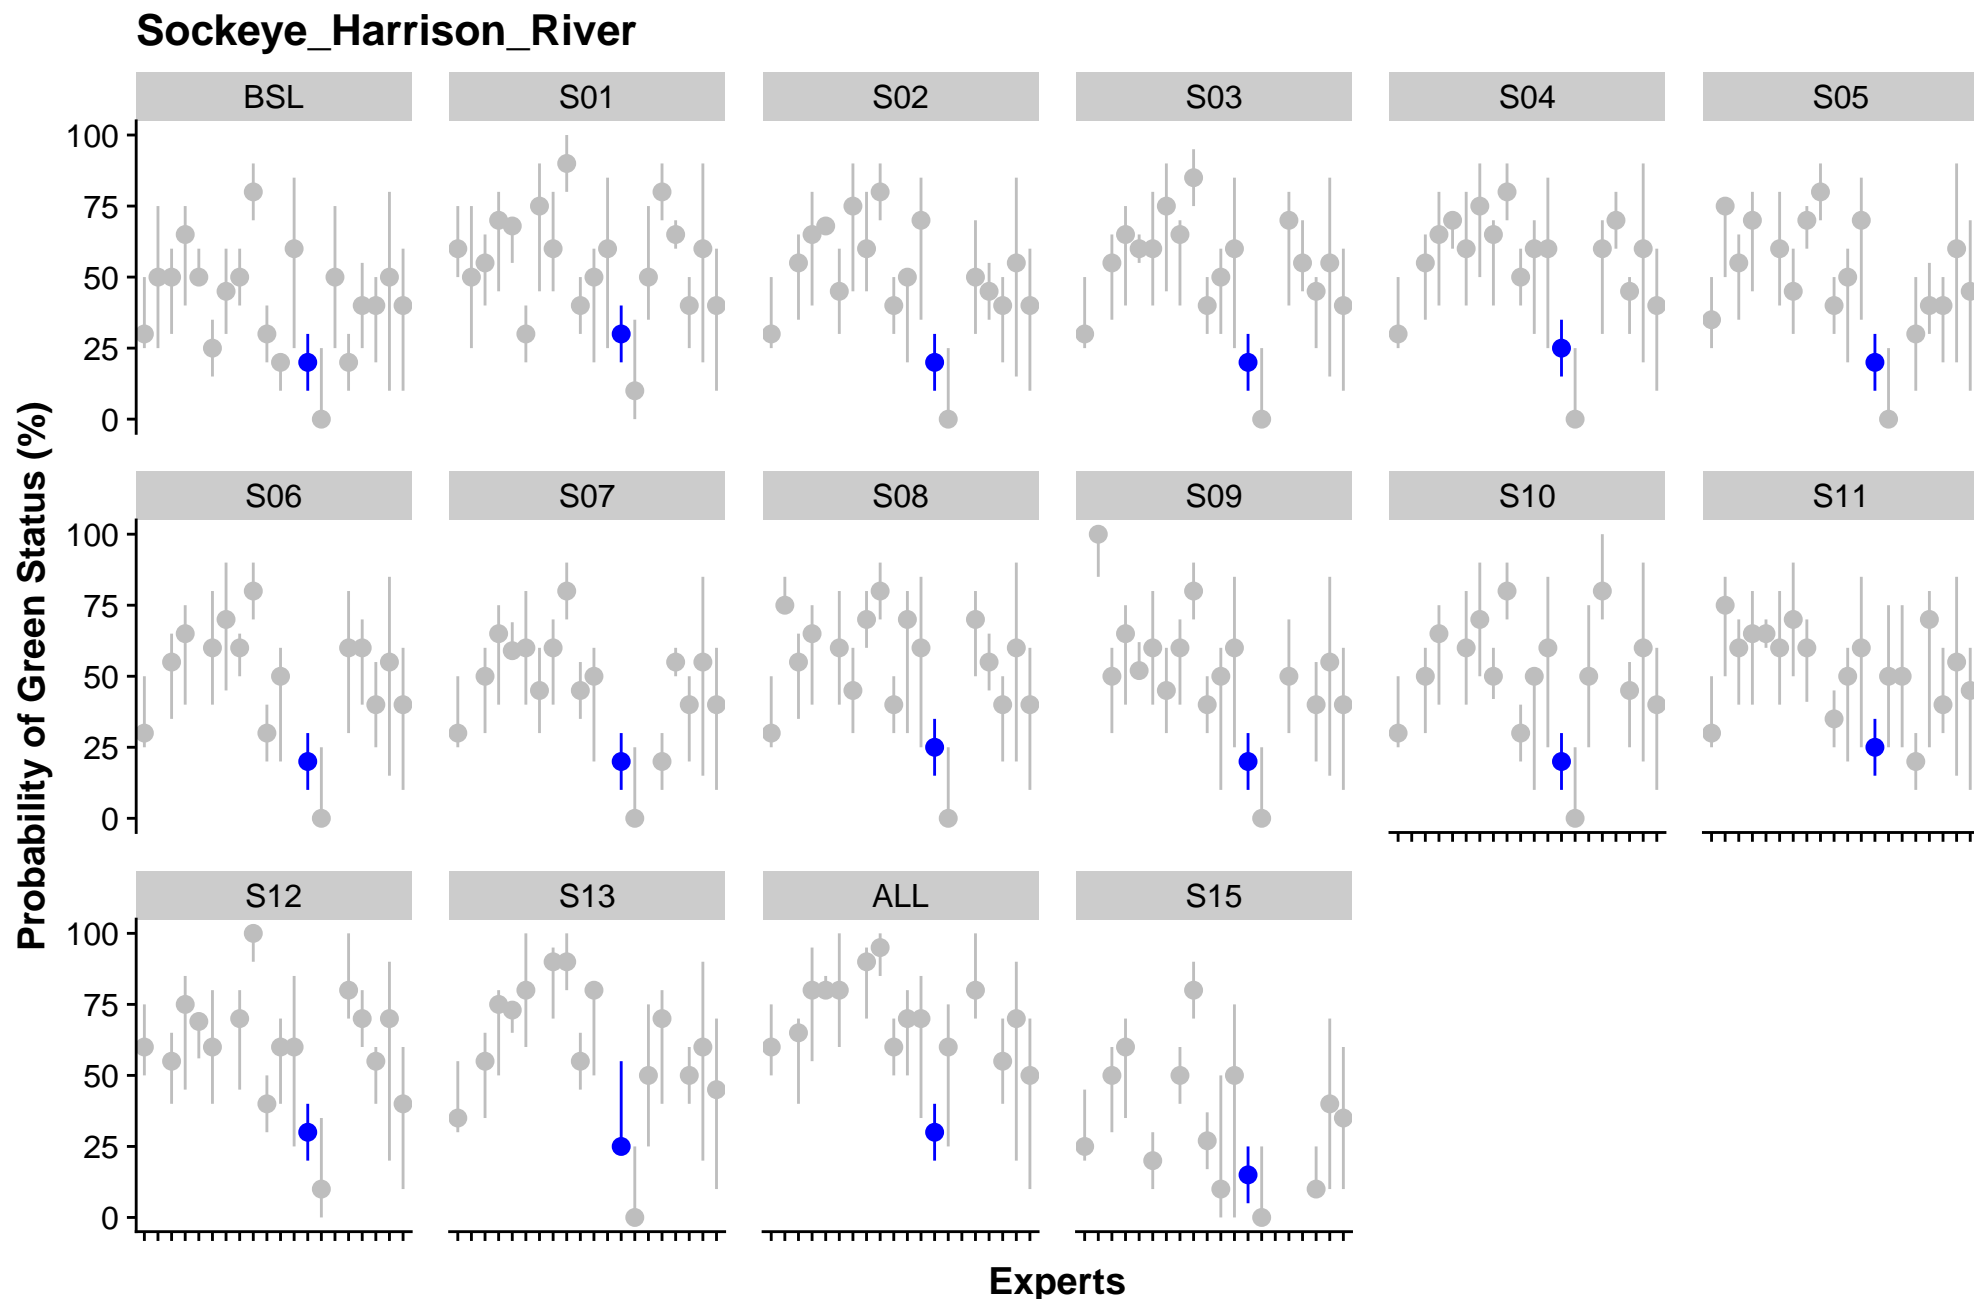 Sockeye_Harrison_River
BSL S01 S02 S03 S04 S05
100
75
50
25
0
S06 S07 S08 S09 S10 S11
100
75
50
25
0
S12 S13 ALL S15
100
75
50
25
0
Probability of Green Status (%)
Experts